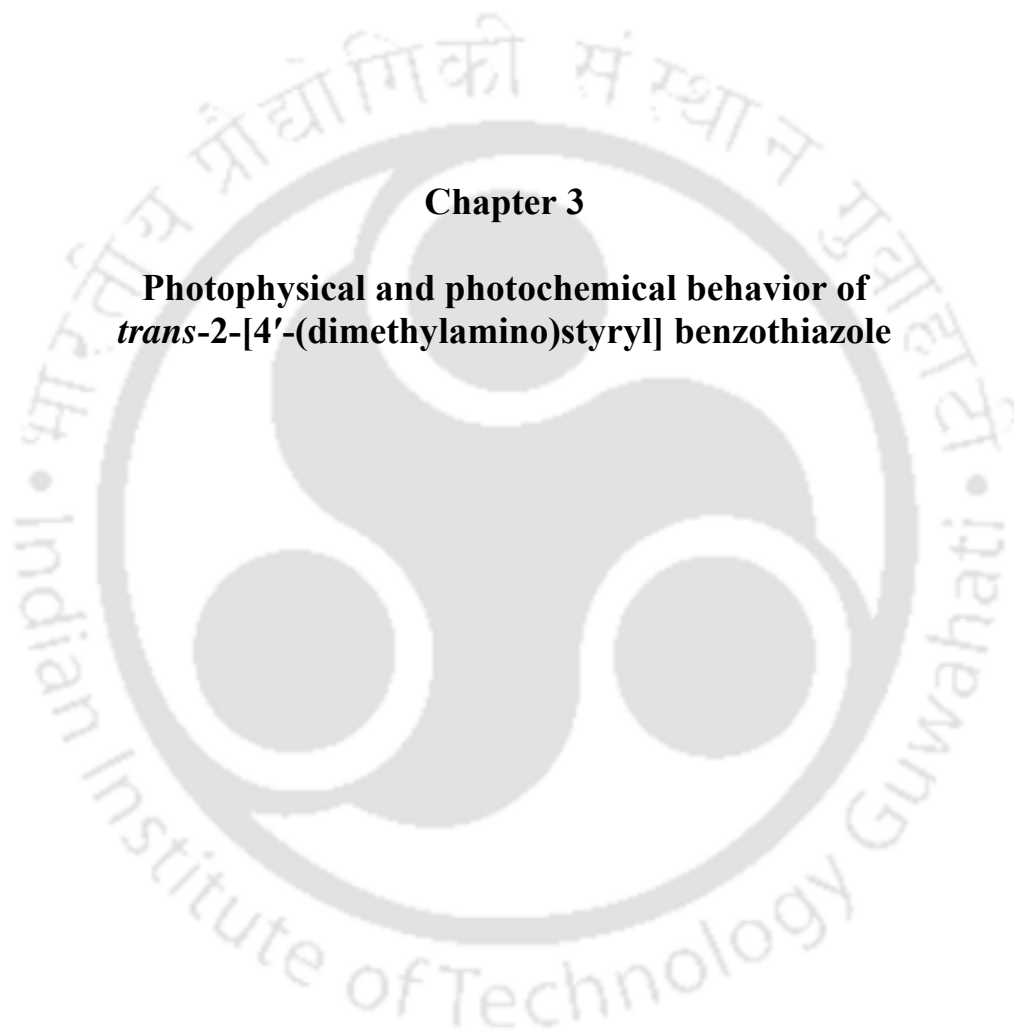 Chapter 3
Photophysical and photochemical behavior of
trans-2-[4′-(dimethylamino)styryl] benzothiazole
भारतीय प्रौद्योगिकी संस्थान गुवाहाटी
Indian Institute of Technology Guwahati